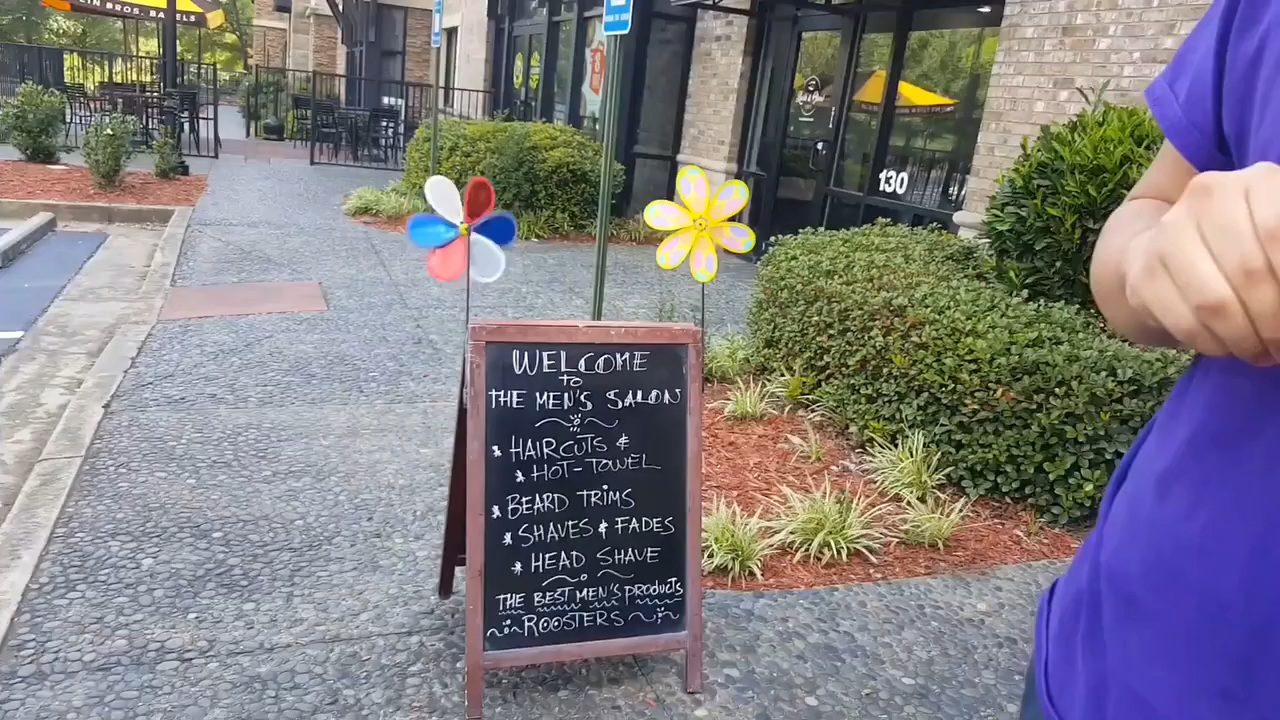 IN BROS. BAGELS
130
WELCOME
to
THE MEN'S SALON
* HAIRCUTS &
* HOT-TOWEL
* BEARD TRIMS
* SHAVES & FADES
* HEAD SHAVE
THE BEST MEN'S PRODUCTS
ROOSTERS